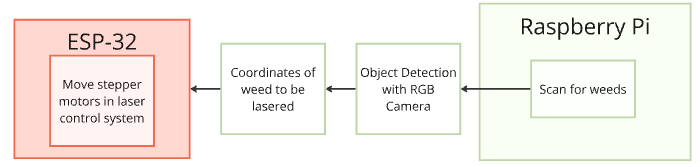 ESP-32
Move stepper
motors in laser
control system
Coordinates of
weed to be
lasered
Object Detection
with RGB
Camera
Raspberry Pi
Scan for weeds